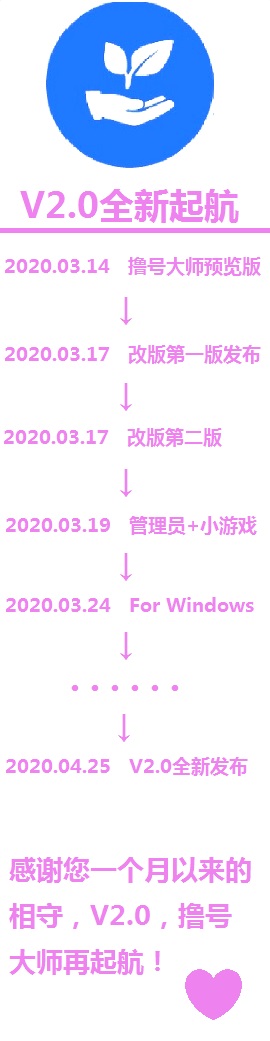 V2.0全新起航
2020.03.14 撸号大师预览版
↓
2020.03.17 改版第一版发布
↓
2020.03.17 改版第二版
↓
2020.03.19 管理员+小游戏
↓
2020.03.24 For Windows
↓
······
↓
2020.04.25 V2.0全新发布
感谢您一个月以来的
相守，V2.0，撸号
大师再起航！